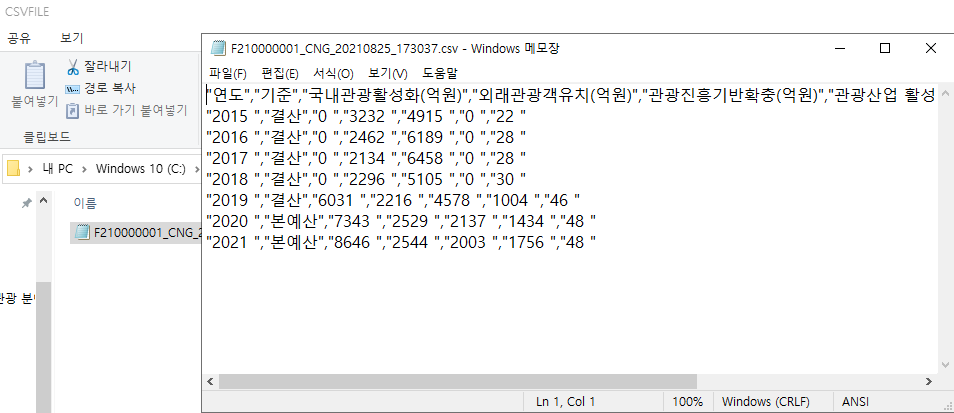 CSVFILE
공유 보기
붙여넣기
잘라내기
경로 복사
바로 가기 붙여넣기
클립보드
내 PC > Windows 10 (C:) >
이름
F210000001_CNG_2
관광 분
F210000001_CNG_20210825_173037.csv - Windows 메모장
파일(F) 편집(E) 서식(O) 보기(V) 도움말
"연도","기준","국내관광활성화(억원)","외래관광객유치(억원)","관광진흥기반확충(억원)","관광산업 활성
"2015 ","결산","0 ","3232 ","4915 ","0 ","22 "
"2016 ","결산","0 ","2462 ","6189 ","0 ","28 "
"2017 ","결산","0 ","2134 ","6458 ","0 ","28 "
"2018 ","결산","0 ","2296 ","5105 ","0 ","30 "
"2019 ","결산","6031 ","2216 ","4578 ","1004 ","46 "
"2020 ","본예산","7343 ","2529 ","2137 ","1434 ","48 "
"2021 ","본예산","8646 ","2544 ","2003 ","1756 ","48 "
Ln 1, Col 1 100% Windows (CRLF) ANSI